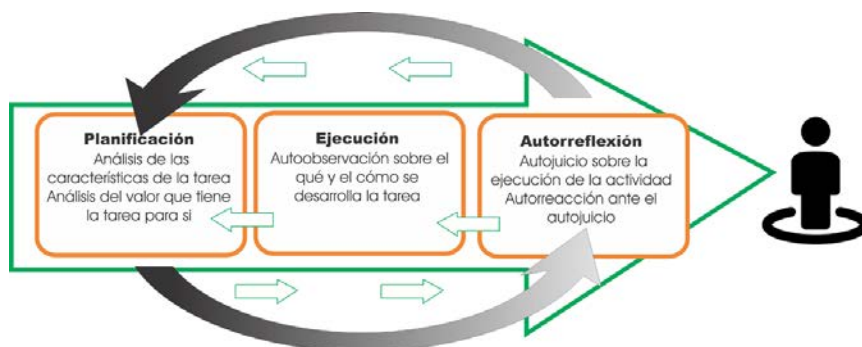 Planificación
Análisis de las
características de la tarea
Análisis del valor que tiene
la tarea para si
Ejecución
Autoobservación sobre el
qué y el cómo se
desarrolla la tarea
Autorreflexión
Autojuicio sobre la
ejecución de la actividad
Autorreacción ante el
autojuicio